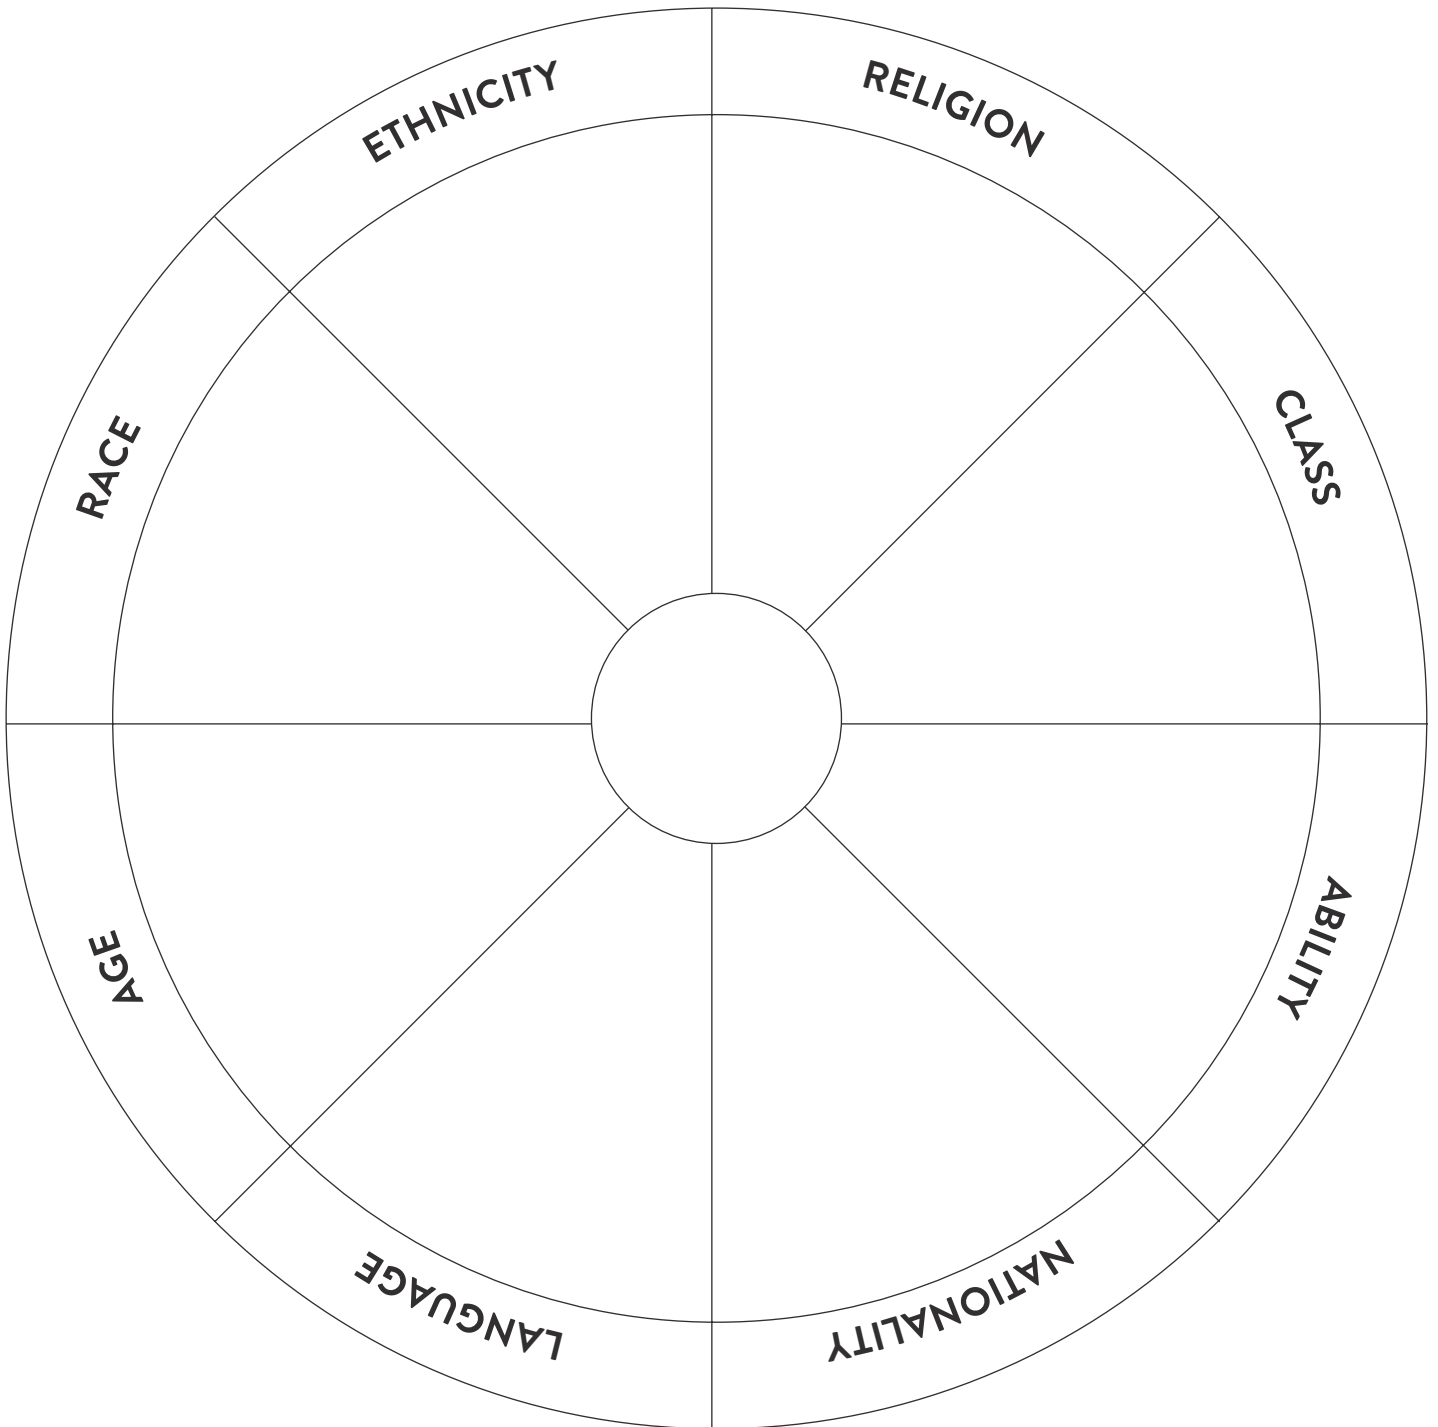 ETHNICITY
RELIGION
CLASS
ABILITY
NATIONALITY
LANGUAGE
AGE
RACE